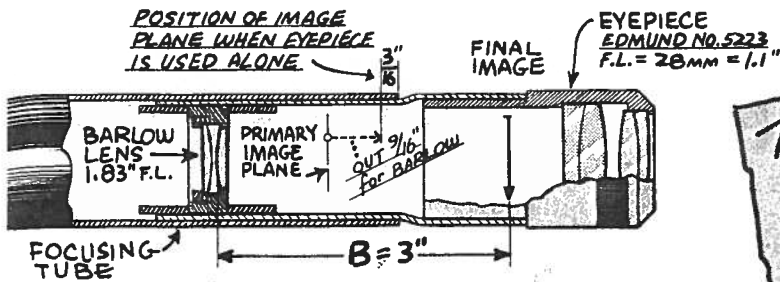 POSITION OF IMAGE
PLANE WHEN EYEPIECE
IS USED ALONE
3"
16
FINAL
IMAGE
EYEPIECE
EDMUND NO. 5223
F.L. = 28MM = 1.1"
BARLOW
LENS
1.83" F.L.
PRIMARY
IMAGE
PLANE
OUT 9/16"
for BARLOW
FOCUSING
TUBE
B = 3"